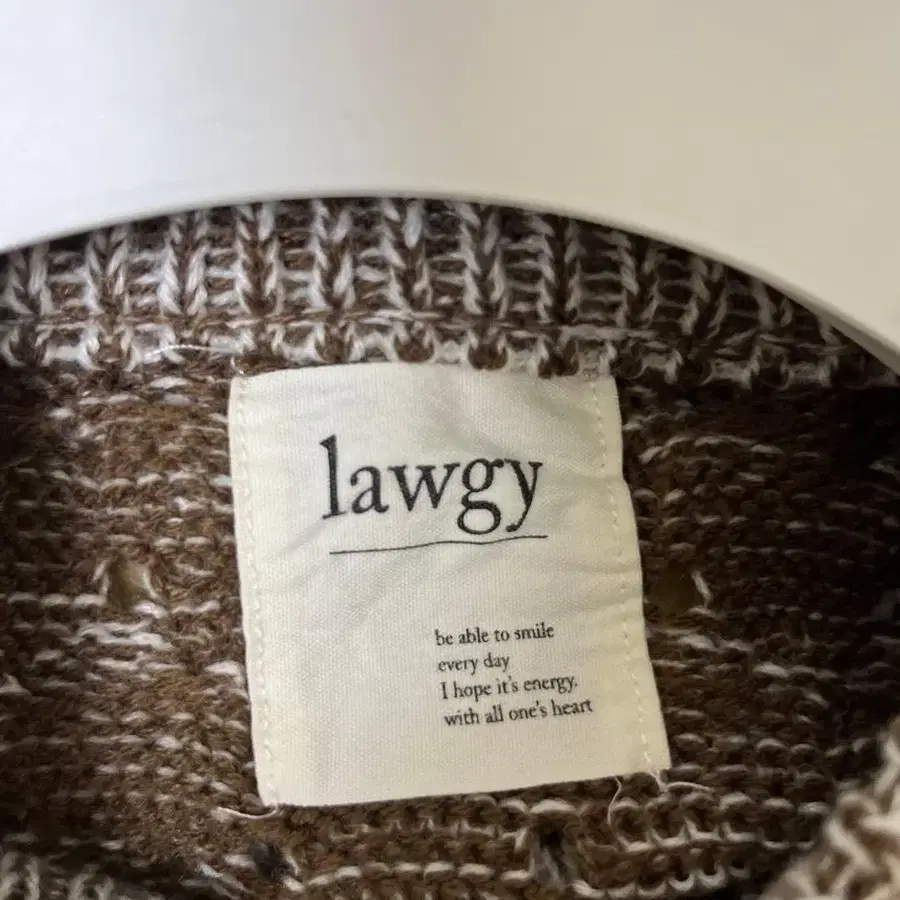 lawgy
be able to smile
every day
I hope it's energy.
with all one's heart